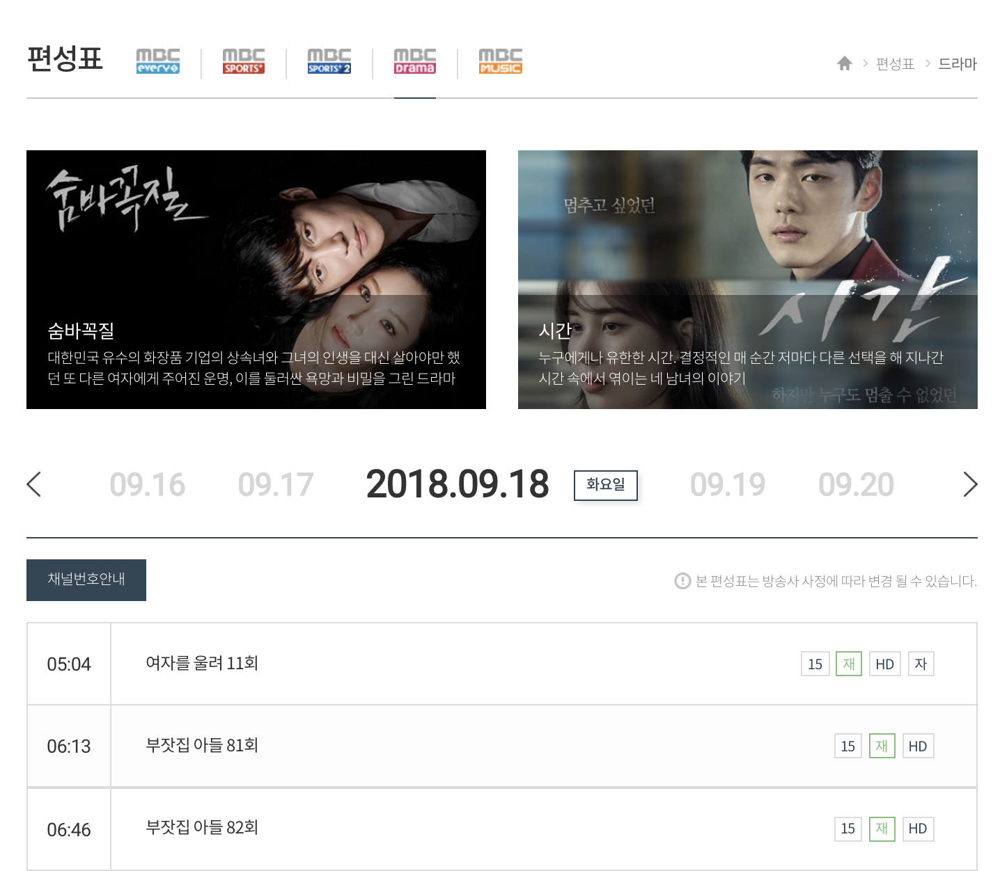 편성표
MBC every1
MBC SPORTS+
MBC SPORTS+ 2
MBC Drama
MBC MUSIC
편성표
드라마
숨바꼭질
숨바꼭질
대한민국 유수의 화장품 기업의 상속녀와 그녀의 인생을 대신 살아야만 했
던 또 다른 여자에게 주어진 운명, 이를 둘러싼 욕망과 비밀을 그린 드라마
멈추고 싶었던
시간
시간
누구에게나 유한한 시간. 결정적인 매 순간 저마다 다른 선택을 해 지나간
시간 속에서 엮이는 네 남녀의 이야기
하지만 누구도 멈출 수 없었던
09.16
09.17
2018.09.18
화요일
09.19
09.20
채널번호안내
본 편성표는 방송사 사정에 따라 변경 될 수 있습니다.
05:04 여자를 울려 11회 15 재 HD 자
06:13 부잣집 아들 81회 15 재 HD
06:46 부잣집 아들 82회 15 재 HD